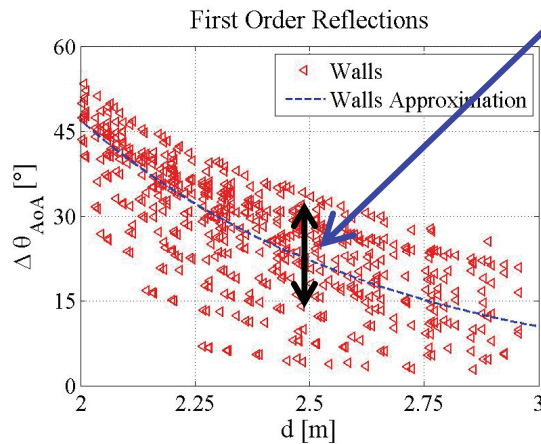 First Order Reflections
60
Walls
Walls Approximation
45
30
15
0
Δ θ_AoA [°]
2
2.25
2.5
2.75
3
d [m]